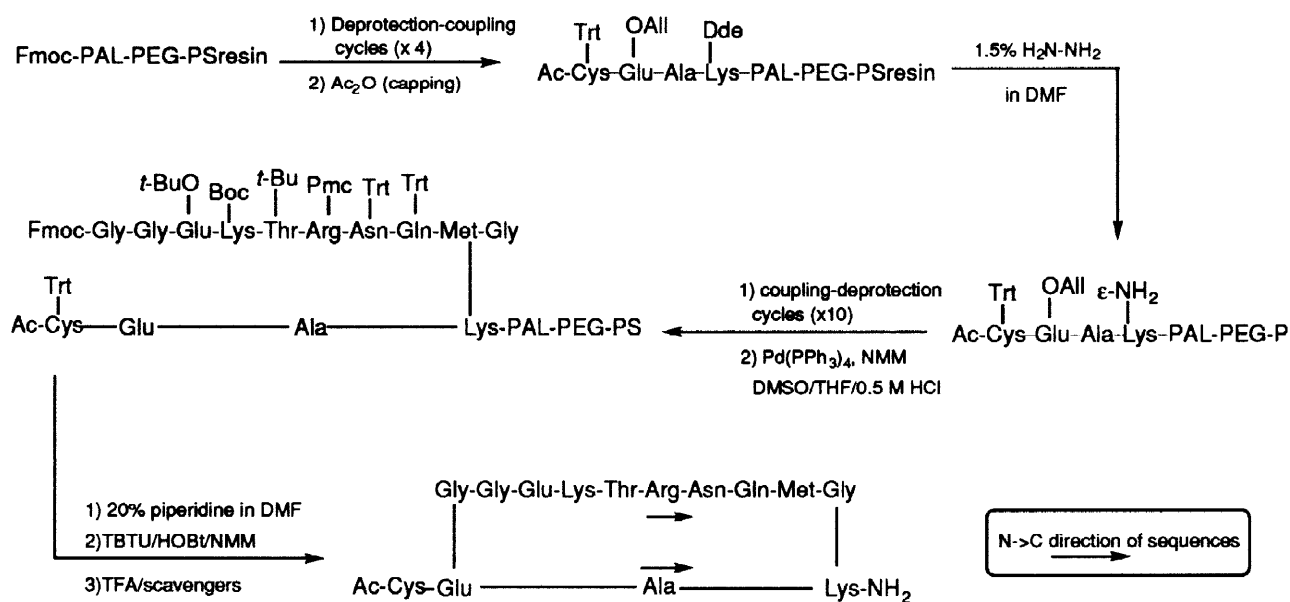 Fmoc-PAL-PEG-PSresin
1) Deprotection-coupling
cycles (x 4)
2) Ac2O (capping)
Trt OAll Dde
Ac-Cys-Glu-Ala-Lys-PAL-PEG-PSresin
1.5% H2N-NH2
in DMF
t-BuO Boc t-Bu Pmc Trt Trt
Fmoc-Gly-Gly-Glu-Lys-Thr-Arg-Asn-Gln-Met-Gly
Trt
Ac-Cys-Glu-Ala-Lys-PAL-PEG-PS
1) coupling-deprotection
cycles (x10)
2) Pd(PPh3)4, NMM
DMSO/THF/0.5 M HCl
Trt OAll ε-NH2
Ac-Cys-Glu-Ala-Lys-PAL-PEG-P
1) 20% piperidine in DMF
2)TBTU/HOBt/NMM
3)TFA/scavengers
Gly-Gly-Glu-Lys-Thr-Arg-Asn-Gln-Met-Gly
Ac-Cys-Glu-Ala-Lys-NH2
N->C direction of sequences